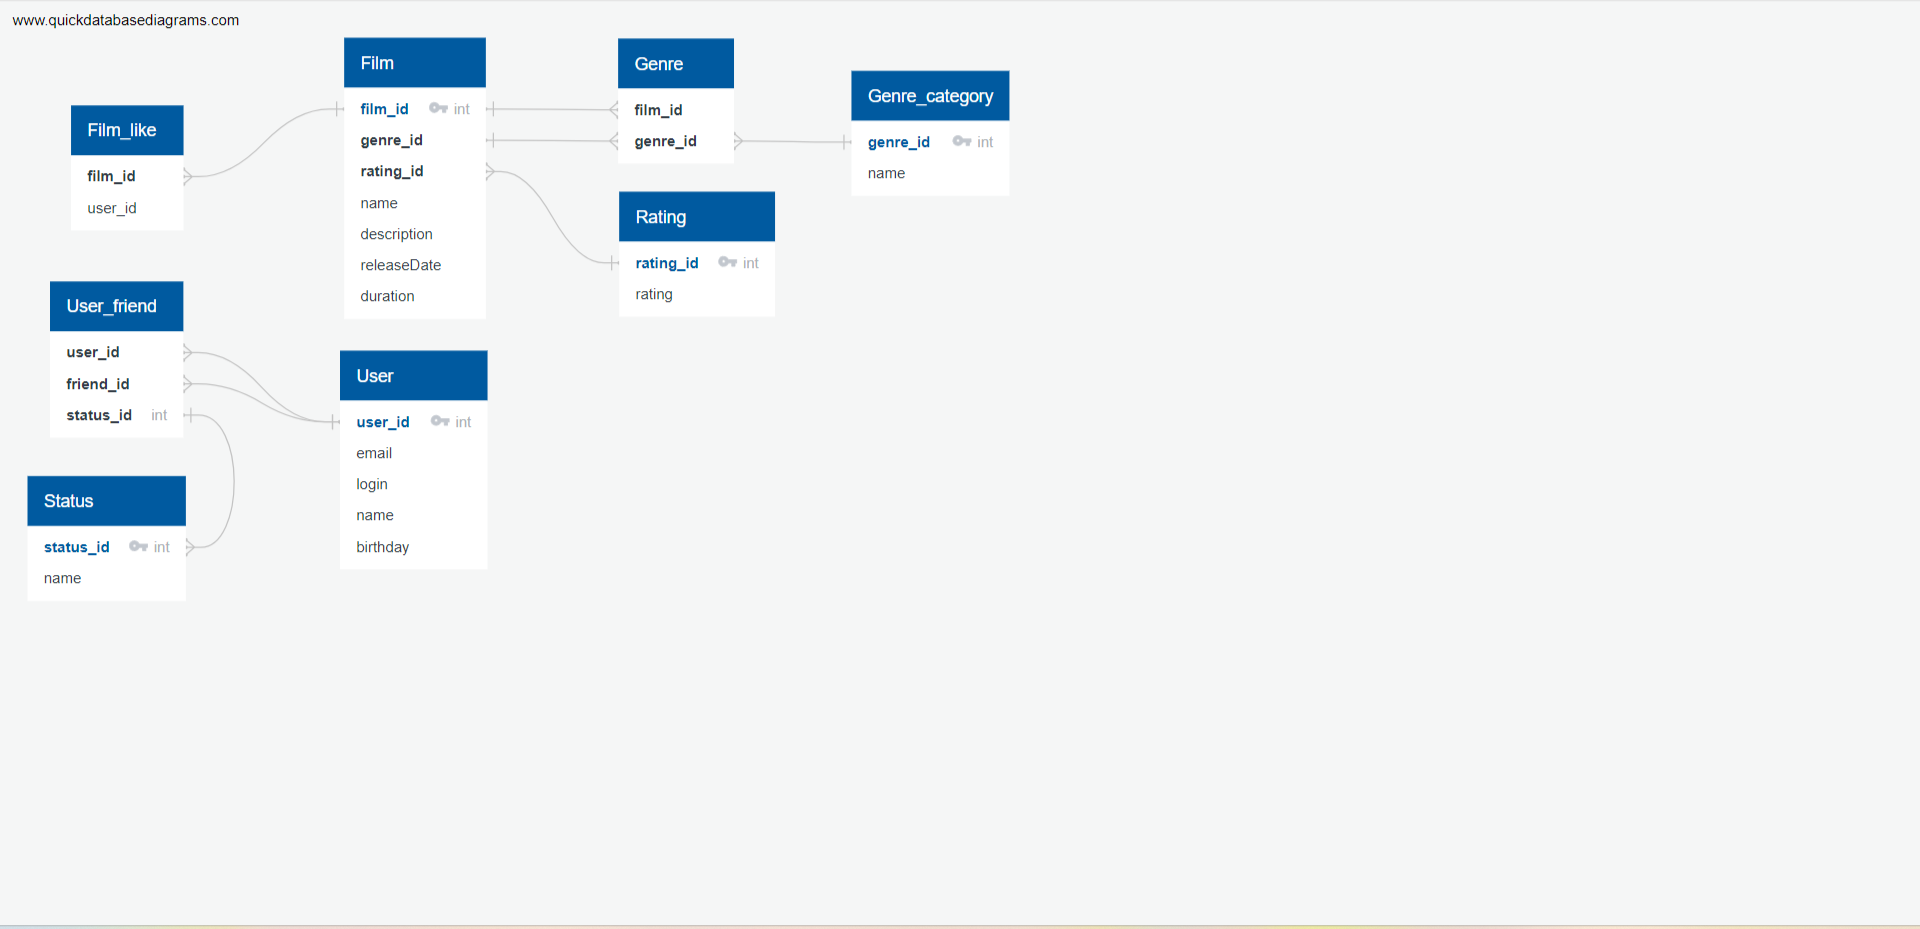 www.quickdatabasediagrams.com
Film_like
film_id
user_id
User_friend
user_id
friend_id
status_id int
Status
status_id int
name
Film
film_id int
genre_id
rating_id
name
description
releaseDate
duration
User
user_id int
email
login
name
birthday
Genre
film_id
genre_id
Rating
rating_id int
rating
Genre_category
genre_id int
name